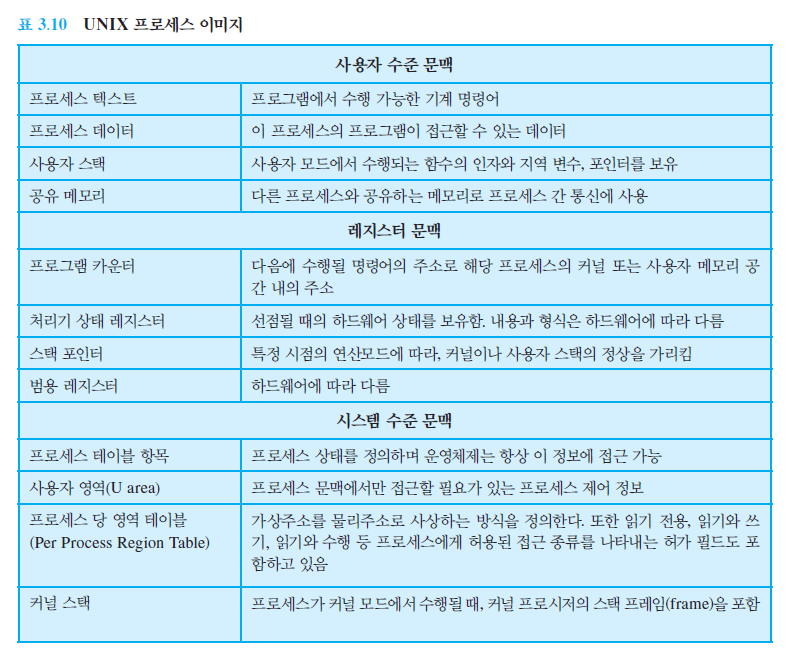 표 3.10 UNIX 프로세스 이미지
사용자 수준 문맥
프로세스 텍스트 프로그램에서 수행 가능한 기계 명령어
프로세스 데이터 이 프로세스의 프로그램이 접근할 수 있는 데이터
사용자 스택 사용자 모드에서 수행되는 함수의 인자와 지역 변수, 포인터를 보유
공유 메모리 다른 프로세스와 공유하는 메모리로 프로세스 간 통신에 사용
레지스터 문맥
프로그램 카운터 다음에 수행될 명령어의 주소로 해당 프로세스의 커널 또는 사용자 메모리 공
간 내의 주소
처리기 상태 레지스터 선점될 때의 하드웨어 상태를 보유함. 내용과 형식은 하드웨어에 따라 다름
스택 포인터 특정 시점의 연산모드에 따라, 커널이나 사용자 스택의 정상을 가리킴
범용 레지스터 하드웨어에 따라 다름
시스템 수준 문맥
프로세스 테이블 항목 프로세스 상태를 정의하며 운영체제는 항상 이 정보에 접근 가능
사용자 영역(U area) 프로세스 문맥에서만 접근할 필요가 있는 프로세스 제어 정보
프로세스 당 영역 테이블 가상주소를 물리주소로 사상하는 방식을 정의한다. 또한 읽기 전용, 읽기와 쓰
(Per Process Region Table) 기, 읽기와 수행 등 프로세스에게 허용된 접근 종류를 나타내는 허가 필드도 포
함하고 있음
커널 스택 프로세스가 커널 모드에서 수행될 때, 커널 프로시저의 스택 프레임(frame)을 포함